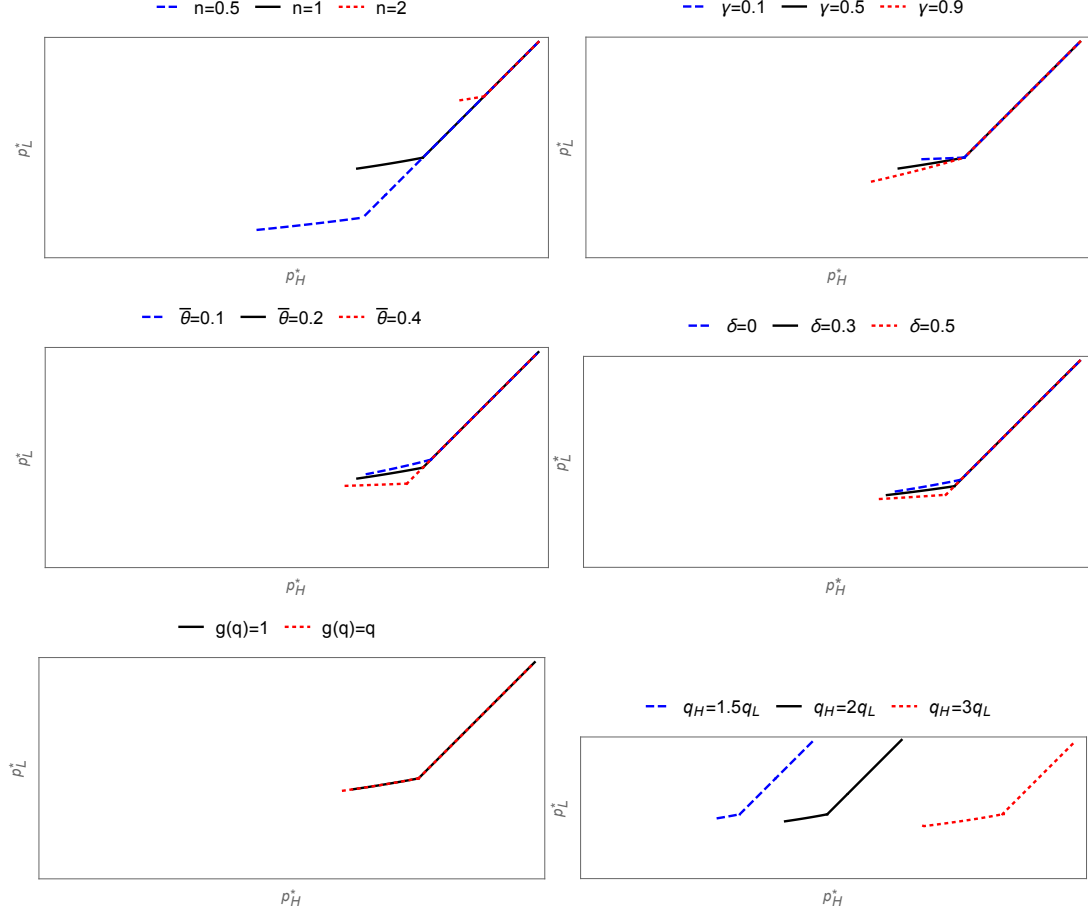 n=0.5 n=1 n=2
p*L
p*H
γ=0.1 γ=0.5 γ=0.9
p*L
p*H
θ̅=0.1 θ̅=0.2 θ̅=0.4
p*L
p*H
δ=0 δ=0.3 δ=0.5
p*L
p*H
g(q)=1 g(q)=q
p*L
p*H
qH=1.5qL qH=2qL qH=3qL
p*L
p*H